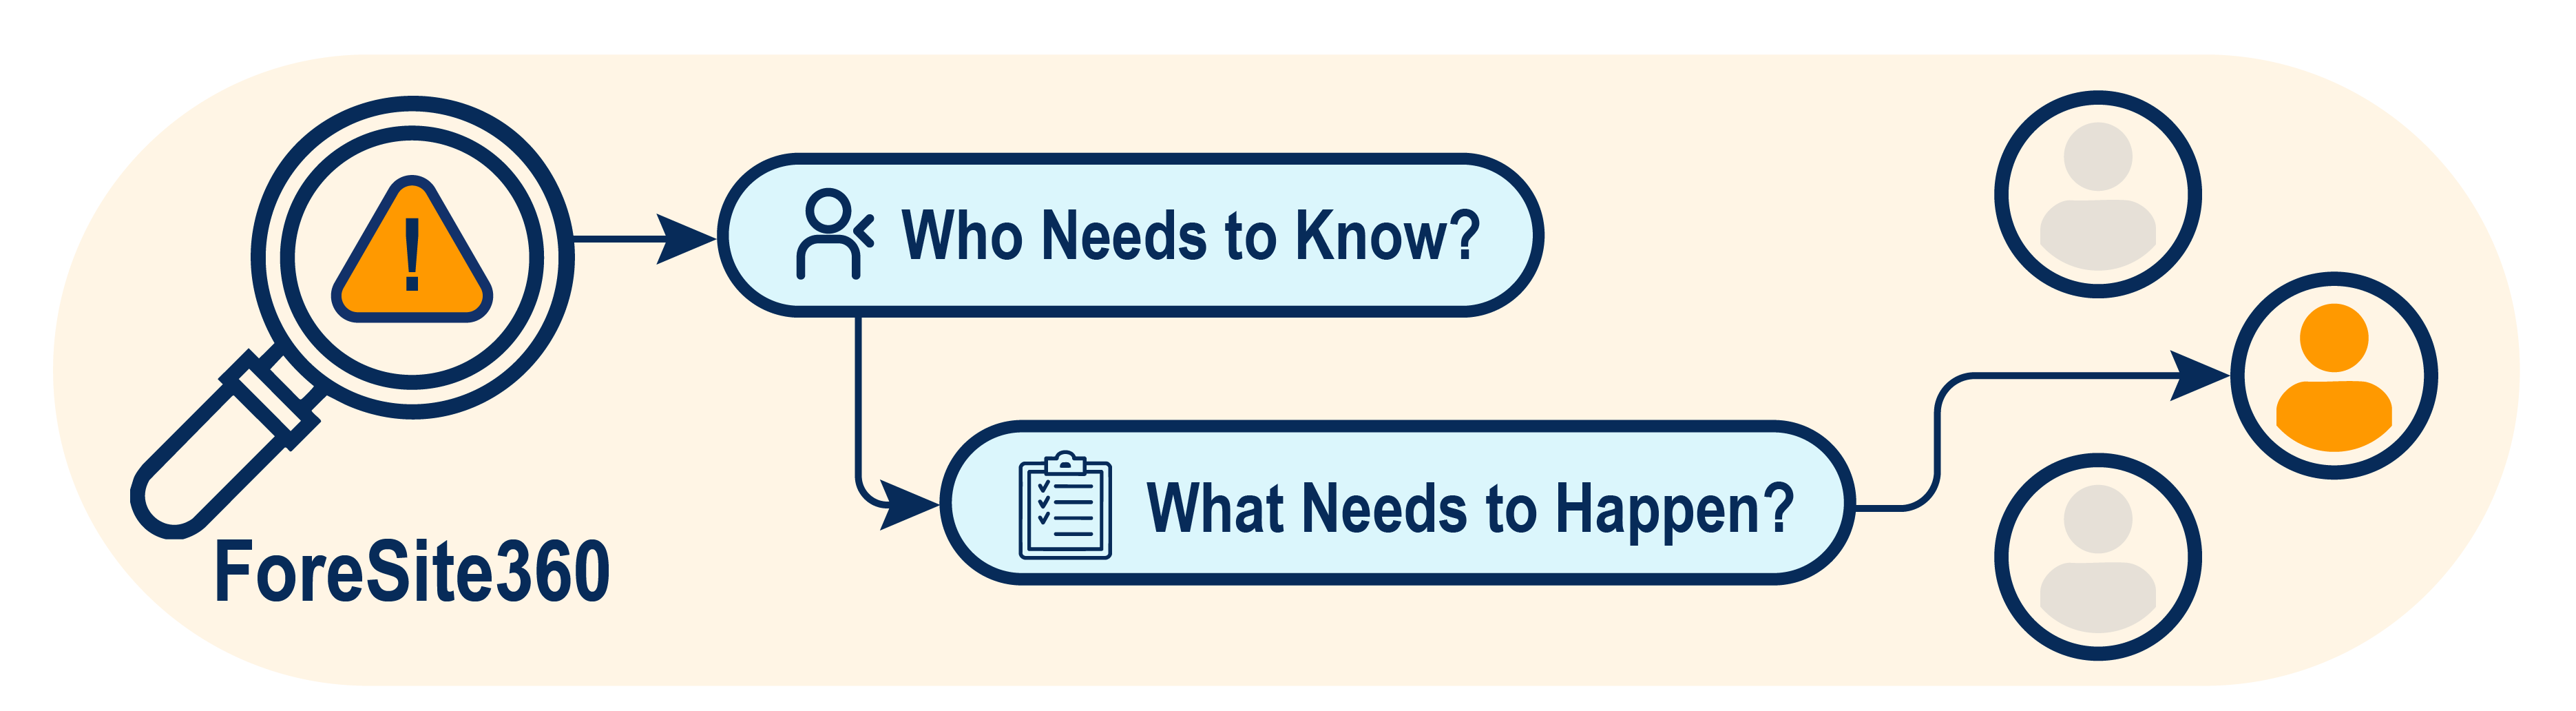 !
Who Needs to Know?
What Needs to Happen?
ForeSite360